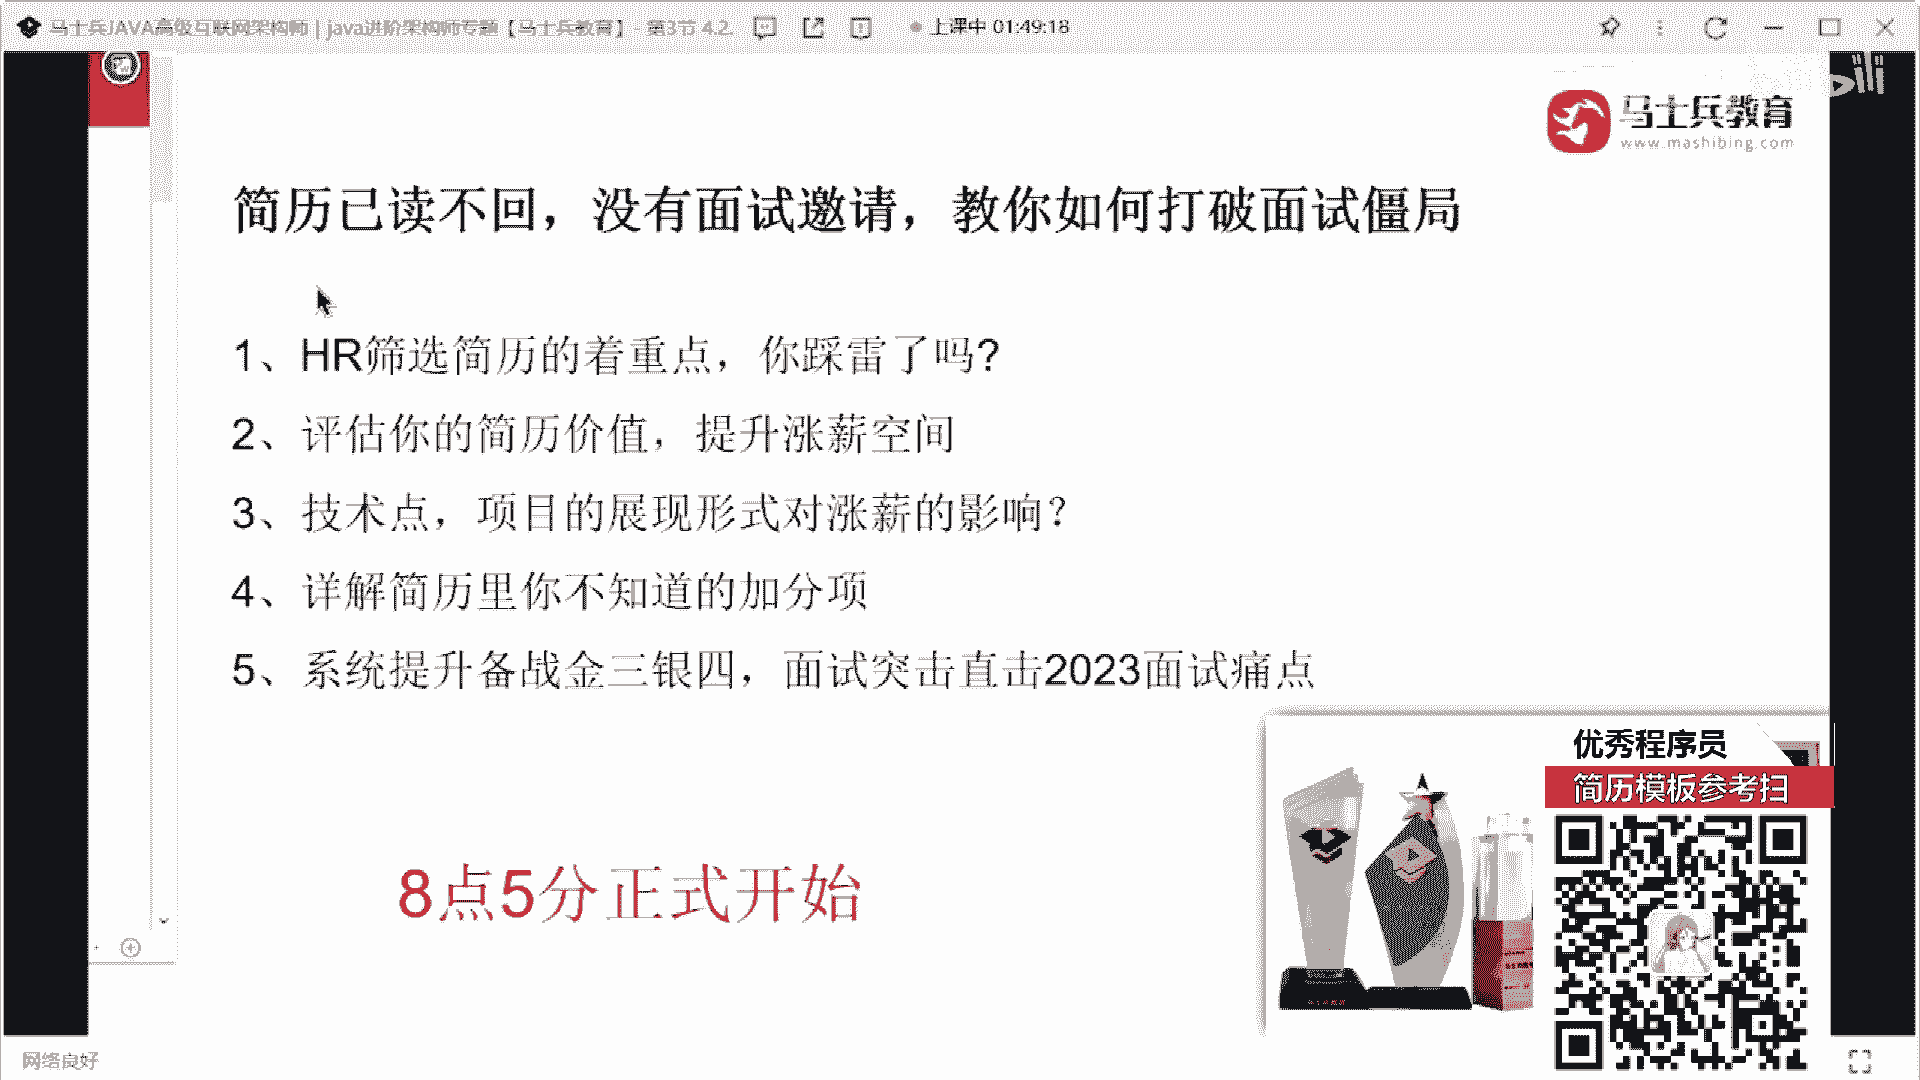 马士兵JAVA高级互联网架构师 | java进阶架构师专题【马士兵教育】 - 第3节 4.2.
上课中 01:49:18
马士兵教育
www.mashibing.com
简历已读不回，没有面试邀请，教你如何打破面试僵局
1、HR筛选简历的着重点，你踩雷了吗?
2、评估你的简历价值，提升涨薪空间
3、技术点，项目的展现形式对涨薪的影响?
4、详解简历里你不知道的加分项
5、系统提升备战金三银四，面试突击直击2023面试痛点
8点5分正式开始
优秀程序员
简历模板参考扫
网络良好